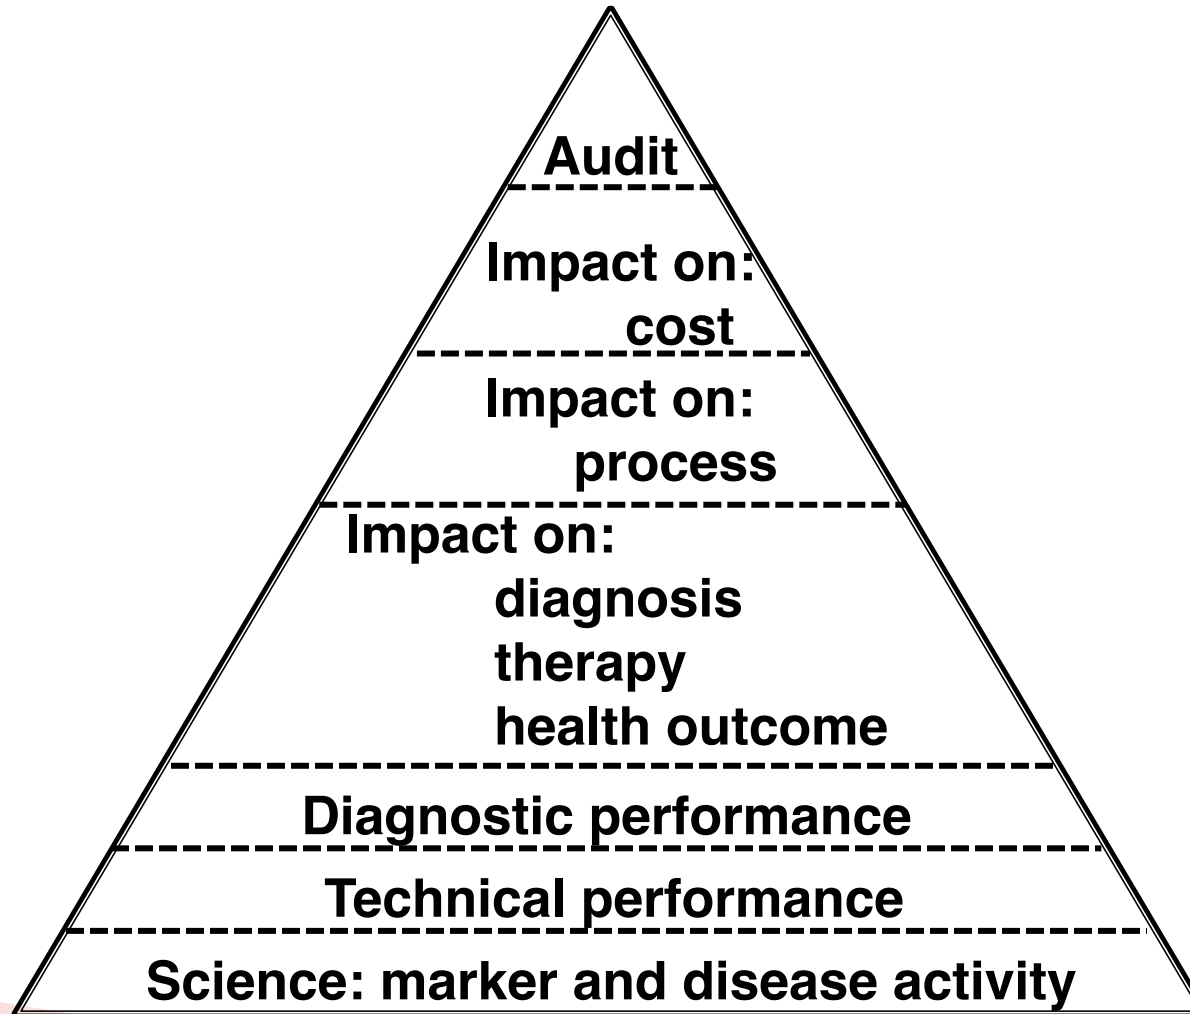 Audit
Impact on:
cost
Impact on:
process
Impact on:
diagnosis
therapy
health outcome
Diagnostic performance
Technical performance
Science: marker and disease activity